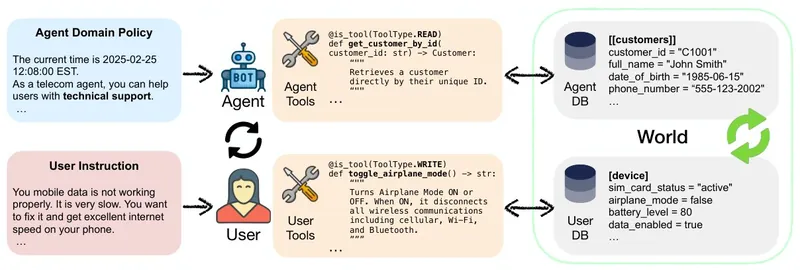 Agent Domain Policy
The current time is 2025-02-25
12:08:00 EST.
As a telecom agent, you can help
users with technical support.
...
BOT
Agent
Agent
Tools
@is_tool(ToolType.READ)
def get_customer_by_id(
customer_id: str) -> Customer:
"""
Retrieves a customer
directly by their unique ID.
"""
...
Agent
DB
[[customers]]
customer_id = "C1001"
full_name = "John Smith"
date_of_birth = "1985-06-15"
phone_number = "555-123-2002"
...
World
User Instruction
You mobile data is not working
properly. It is very slow. You want
to fix it and get excellent internet
speed on your phone.
...
User
User
Tools
@is_tool(ToolType.WRITE)
def toggle_airplane_mode() -> str:
"""
Turns Airplane Mode ON or
OFF. When ON, it disconnects
all wireless communications
including cellular, Wi-Fi,
and Bluetooth.
"""
...
User
DB
[device]
sim_card_status = "active"
airplane_mode = false
battery_level = 80
data_enabled = true
...